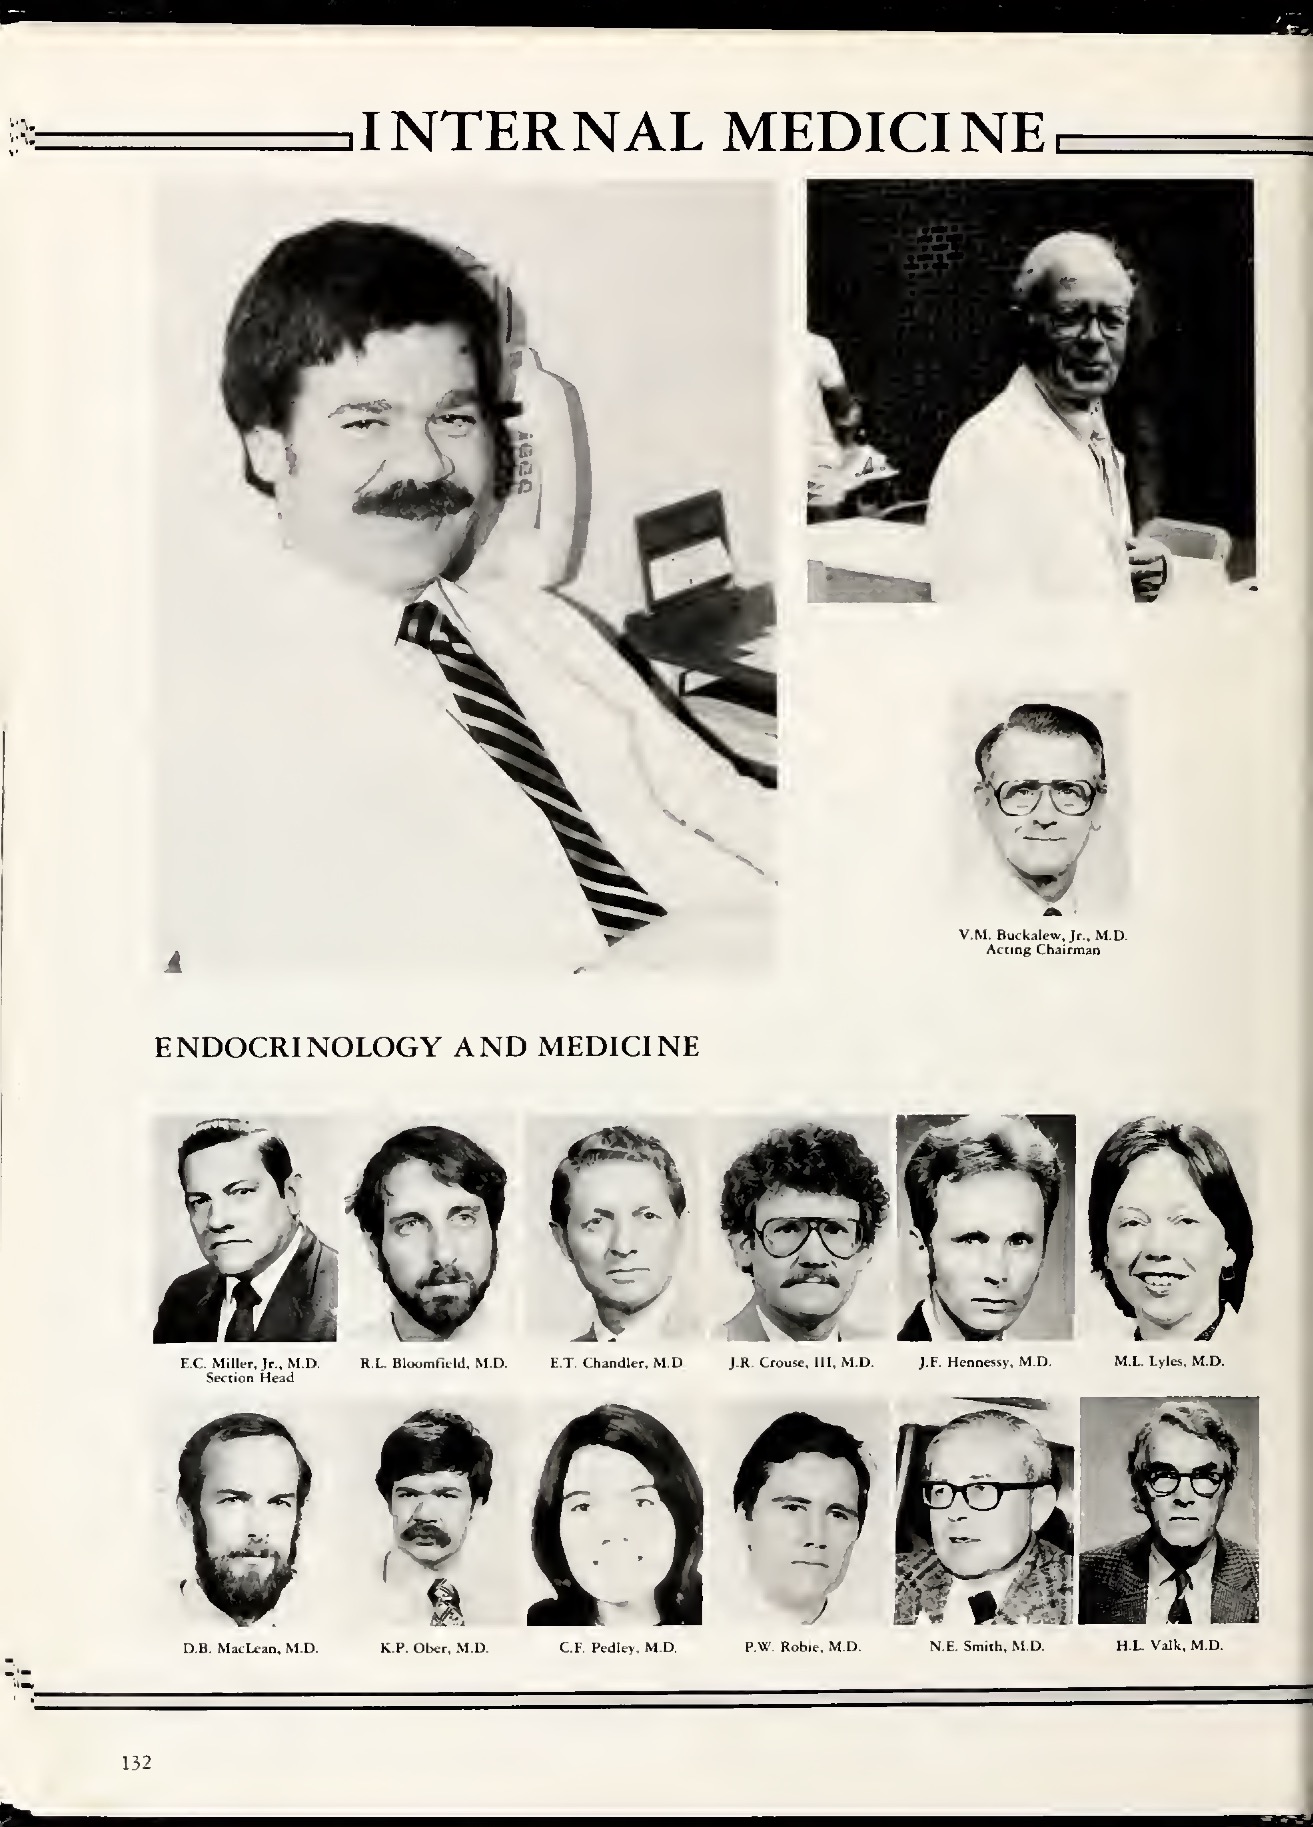 INTERNAL MEDICINE
V.M. Buckalew, Jr., M.D.
Acting Chairman
ENDOCRINOLOGY AND MEDICINE
E.C. Miller, Jr., M.D.
Section Head
R.L. Bloomfield, M.D.
E.T. Chandler, M.D
J.R. Crouse, III, M.D.
J.F. Hennessy, M.D.
M.L. Lyles, M.D.
D.B. MacLean, M.D.
K.P. Ober, M.D.
C.F. Pedley, M.D.
P.W. Robie, M.D.
N.E. Smith, M.D.
H.L. Valk, M.D.
132